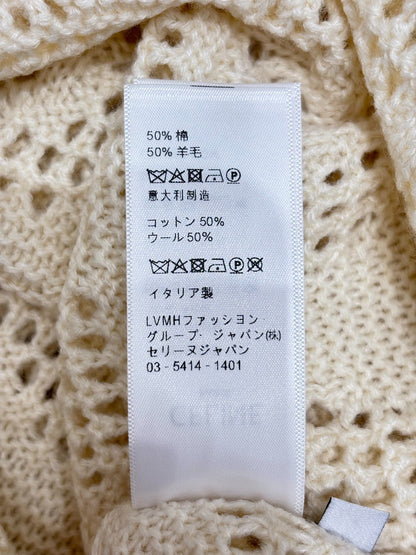 50% 棉
50% 羊毛
意大利制造
コットン 50%
ウール 50%
イタリア製
LVMHファッション
グループ・ジャパン(株)
セリーヌジャパン
03-5414-1401
CELINE